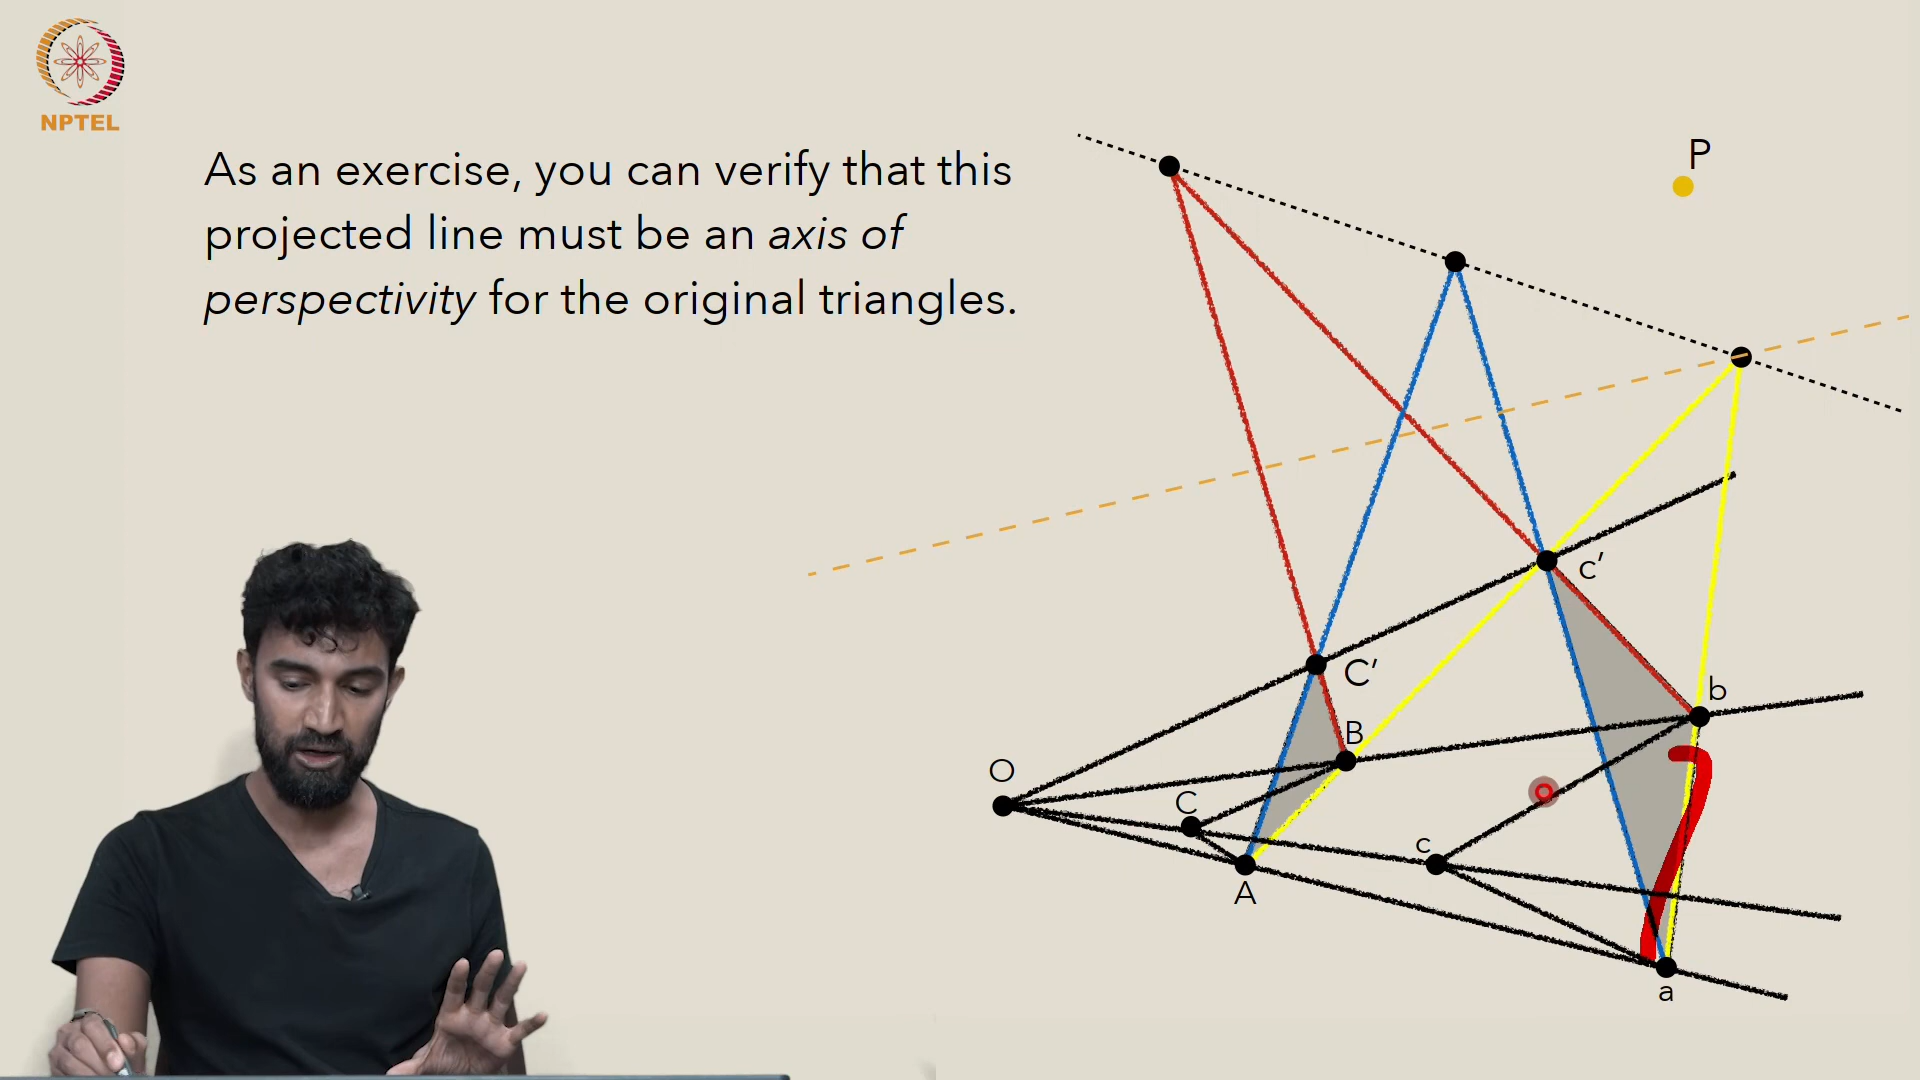 NPTEL
As an exercise, you can verify that this
projected line must be an axis of
perspectivity for the original triangles.
P
c′
C′
b
B
O
C
c
A
a